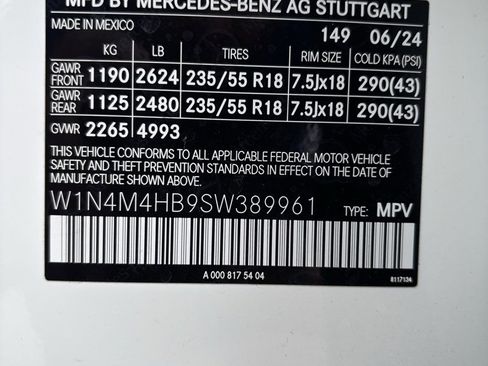 MFD BY MERCEDES-BENZ AG STUTTGART
MADE IN MEXICO 149 06/24
KG LB TIRES RIM SIZE COLD KPA (PSI)
GAWR FRONT 1190 2624 235/55 R18 7.5Jx18 290(43)
GAWR REAR 1125 2480 235/55 R18 7.5Jx18 290(43)
GVWR 2265 4993
THIS VEHICLE CONFORMS TO ALL APPLICABLE FEDERAL MOTOR VEHICLE
SAFETY AND THEFT PREVENTION STANDARDS IN EFFECT ON THE DATE OF
MANUFACTURE SHOWN ABOVE.
W1N4M4HB9SW389961 TYPE: MPV
A 000 817 54 04 8117134